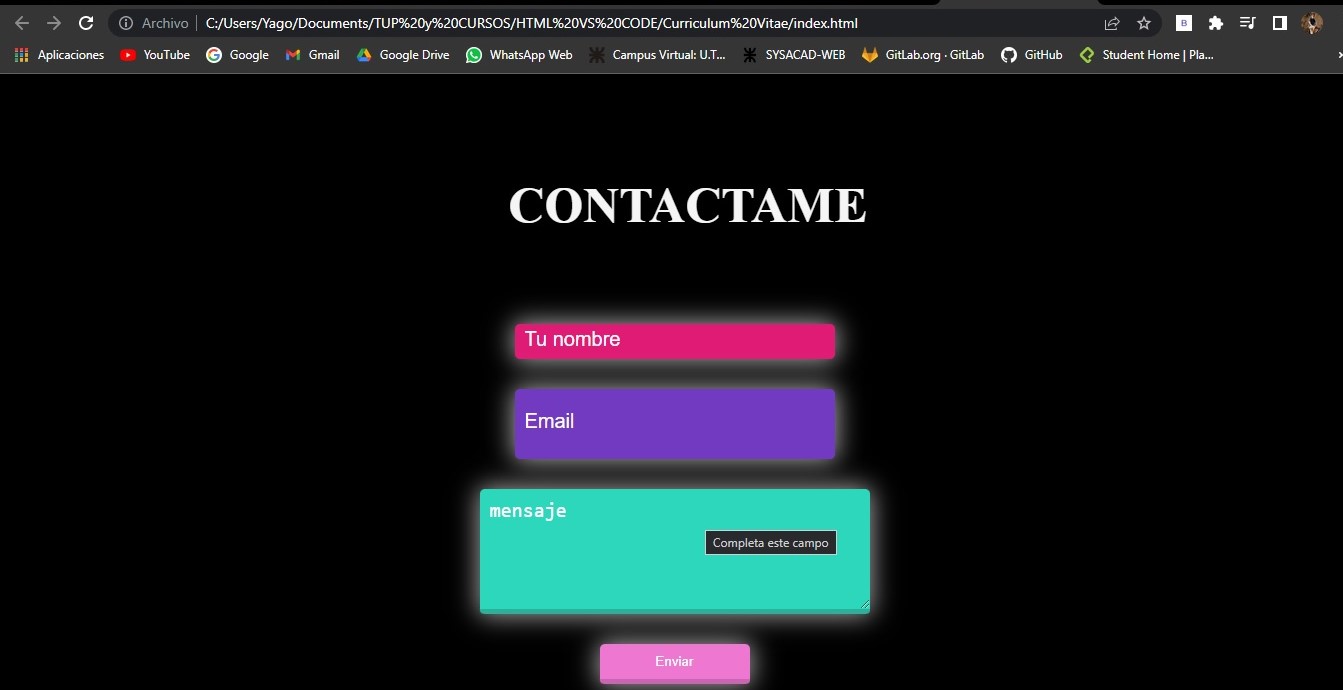 Archivo C:/Users/Yago/Documents/TUP%20y%20CURSOS/HTML%20VS%20CODE/Curriculum%20Vitae/index.html
B
Aplicaciones YouTube Google Gmail Google Drive WhatsApp Web Campus Virtual: U.T... SYSACAD-WEB GitLab.org · GitLab GitHub Student Home | Pla...
CONTACTAME
Tu nombre
Email
mensaje
Completa este campo
Enviar